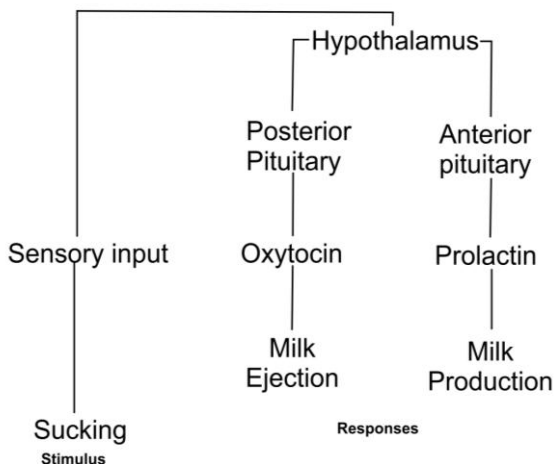 Hypothalamus
Posterior
Pituitary
Anterior
pituitary
Sensory input
Oxytocin
Prolactin
Milk
Ejection
Milk
Production
Sucking
Stimulus
Responses